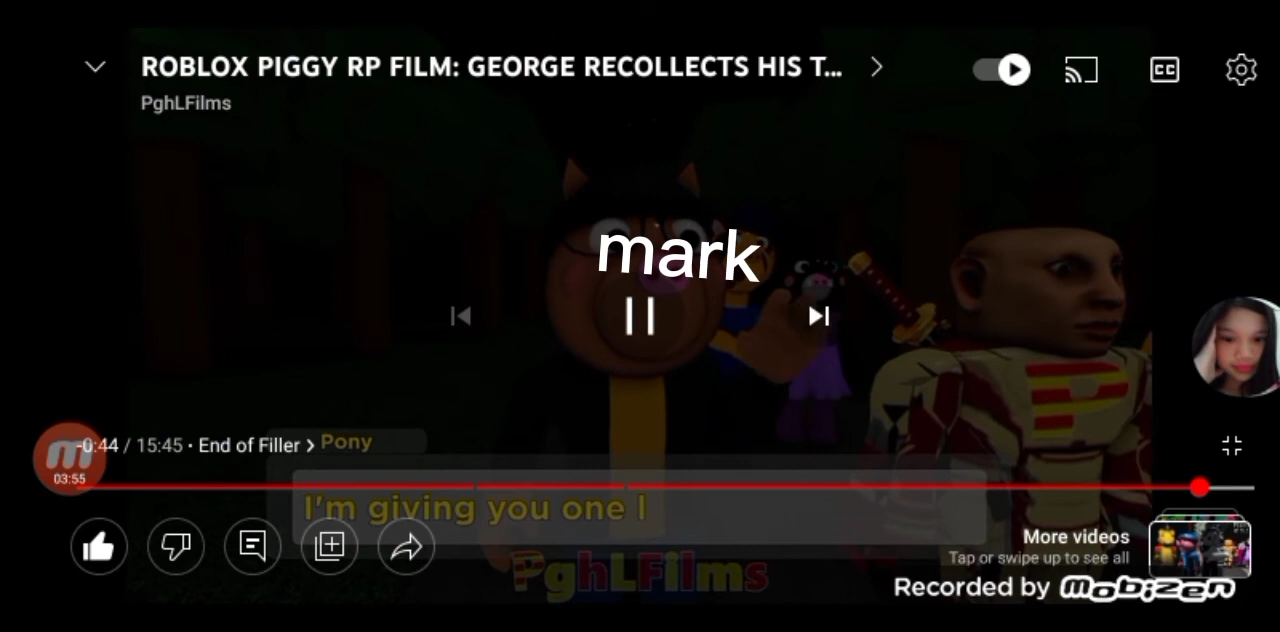 ROBLOX PIGGY RP FILM: GEORGE RECOLLECTS HIS T...
PghLFilms
CC
mark
-0:44 / 15:45 · End of Filler
Pony
m
03:55
I'm giving you one l
More videos
Tap or swipe up to see all
PghLFilms
Recorded by mobizen